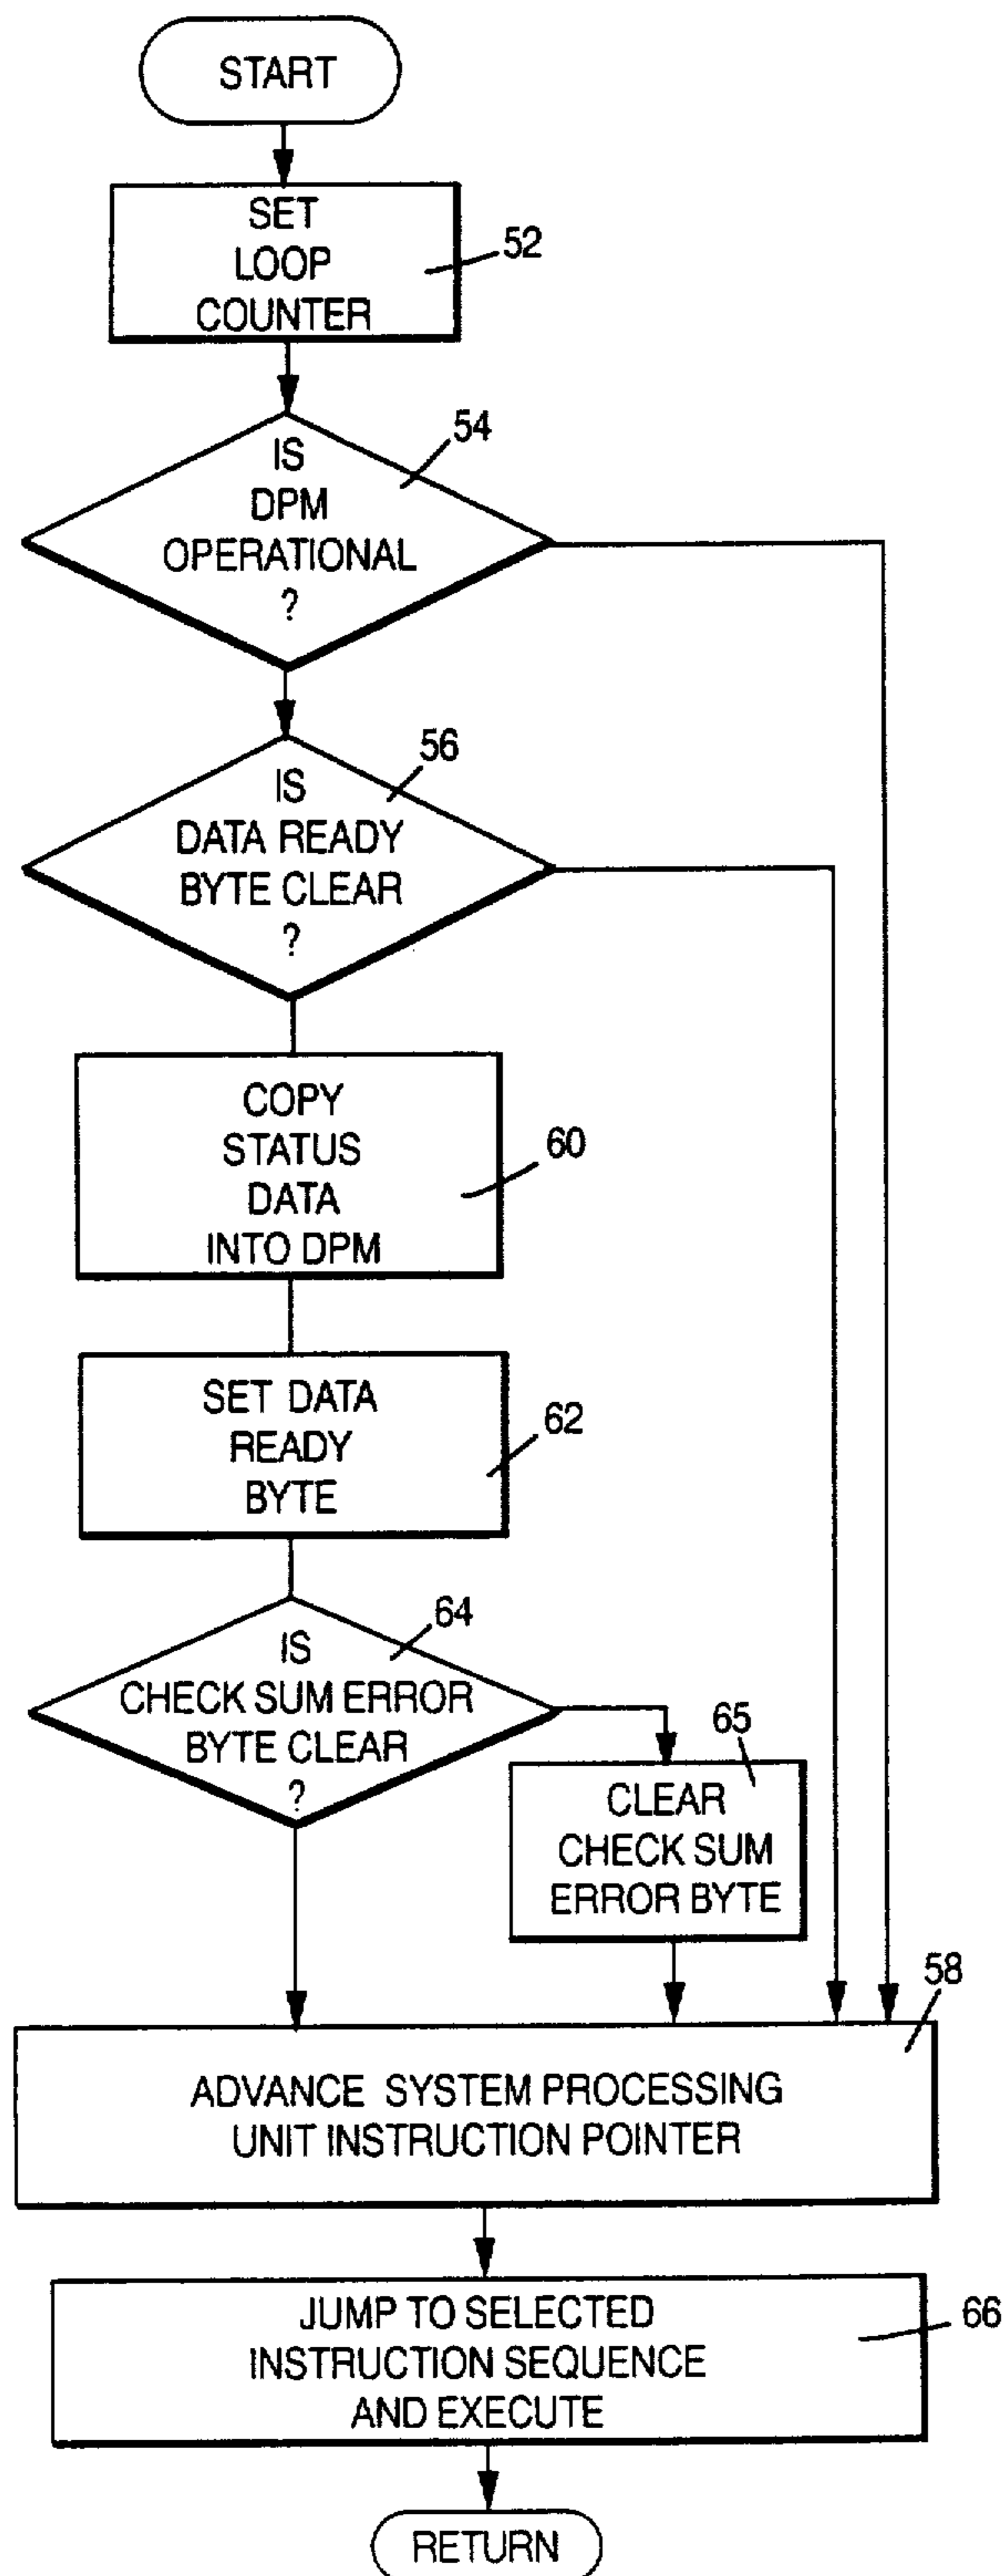 START
SET
LOOP
COUNTER
52
IS
DPM
OPERATIONAL
?
54
IS
DATA READY
BYTE CLEAR
?
56
COPY
STATUS
DATA
INTO DPM
60
SET DATA
READY
BYTE
62
IS
CHECK SUM ERROR
BYTE CLEAR
?
64
65
CLEAR
CHECK SUM
ERROR BYTE
58
ADVANCE SYSTEM PROCESSING
UNIT INSTRUCTION POINTER
JUMP TO SELECTED
INSTRUCTION SEQUENCE
AND EXECUTE
66
RETURN